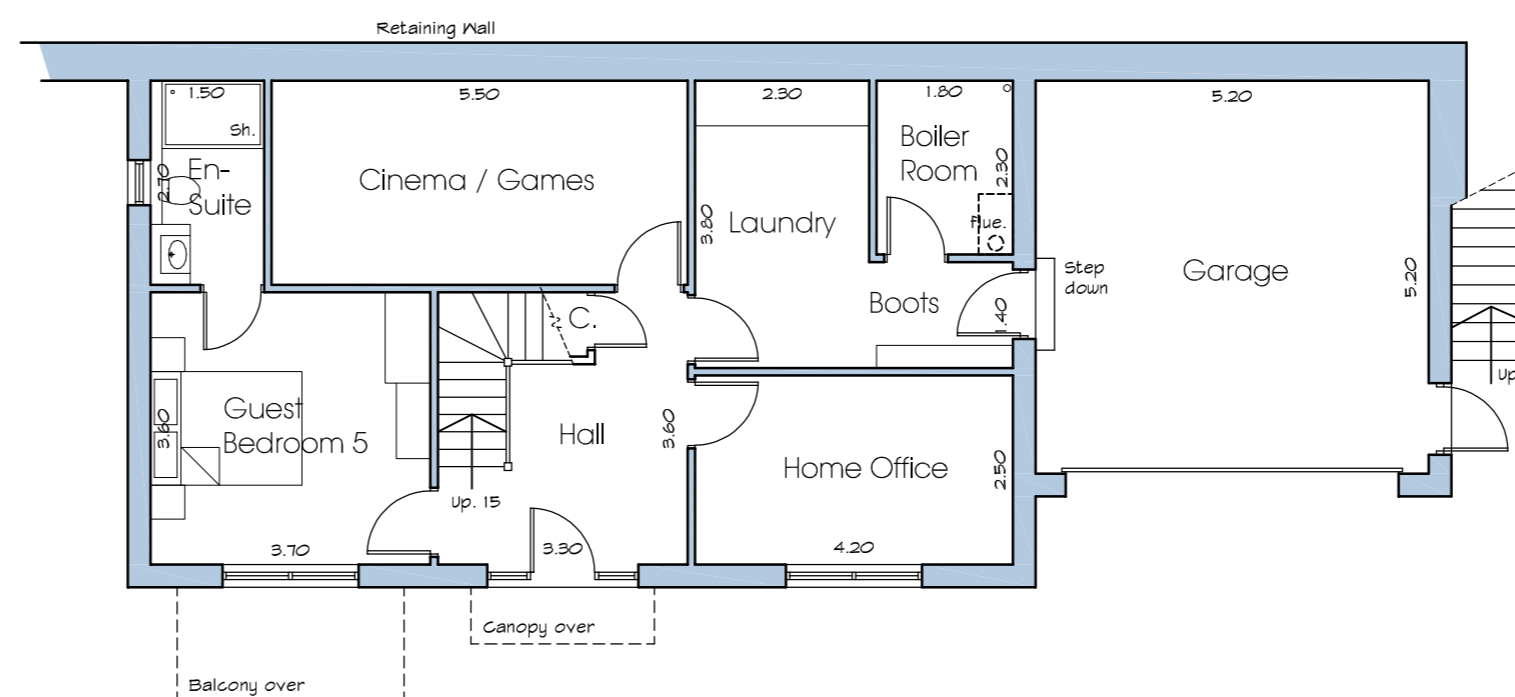 Retaining Wall
1.50
5.50
2.30
1.80
5.20
Sh.
Boiler
Room
2.30
En-
Suite
2.70
Cinema / Games
Laundry
3.80
flue.
Garage
5.20
Step
down
Boots
1.40
C.
Up
Guest
Bedroom 5
3.60
Hall
3.60
Home Office
2.50
Up. 15
3.70
3.30
4.20
Canopy over
Balcony over